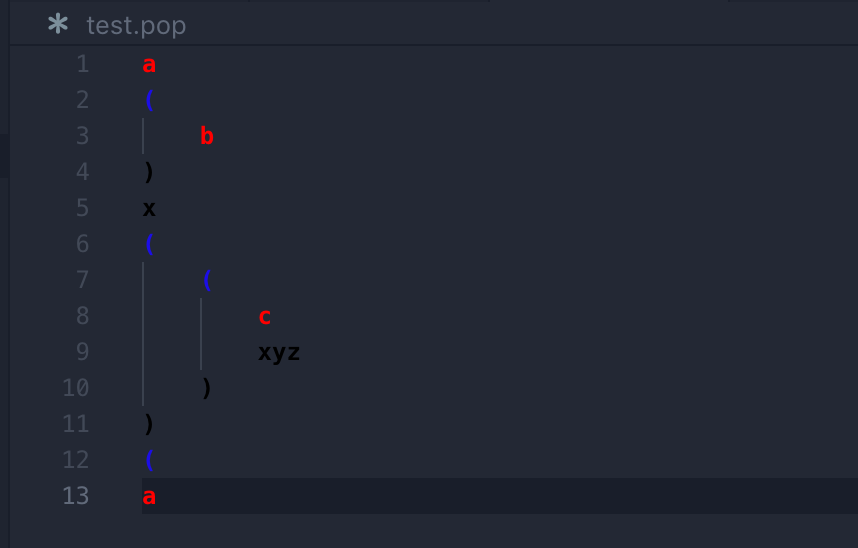 * test.pop
1 a
2 (
3 b
4 )
5 x
6 (
7 (
8 c
9 xyz
10 )
11 )
12 (
13 a